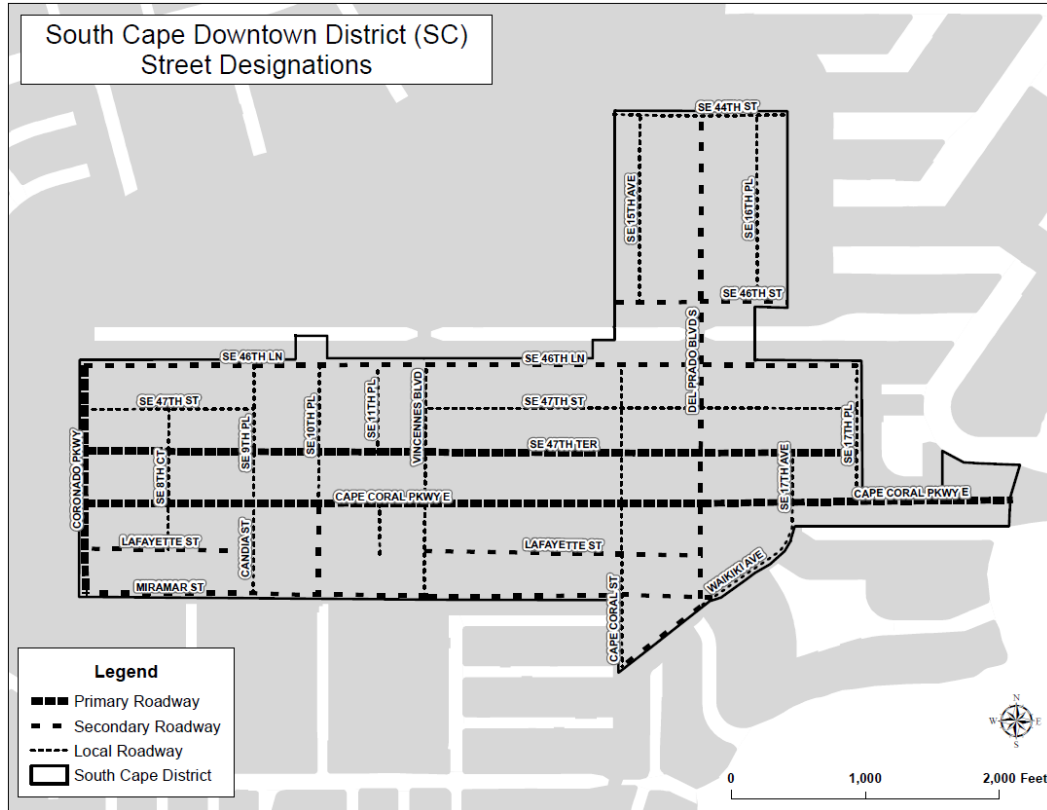 South Cape Downtown District (SC)
Street Designations
SE 44TH ST
SE 15TH AVE
SE 16TH PL
SE 46TH ST
DEL PRADO BLVD S
SE 46TH LN
SE 46TH LN
SE 47TH ST
SE 47TH ST
SE 9TH PL
SE 10TH PL
SE 11TH PL
VINCENNES BLVD
SE 17TH PL
SE 47TH TER
CORONADO PKWY
SE 8TH CT
SE 17TH AVE
CAPE CORAL PKWY E
CAPE CORAL PKWY E
LAFAYETTE ST
LAFAYETTE ST
CANDIA ST
WAIKIKI AVE
MIRAMAR ST
CAPE CORAL ST
Legend
Primary Roadway
Secondary Roadway
Local Roadway
South Cape District
N
W
E
S
0 1,000 2,000 Feet